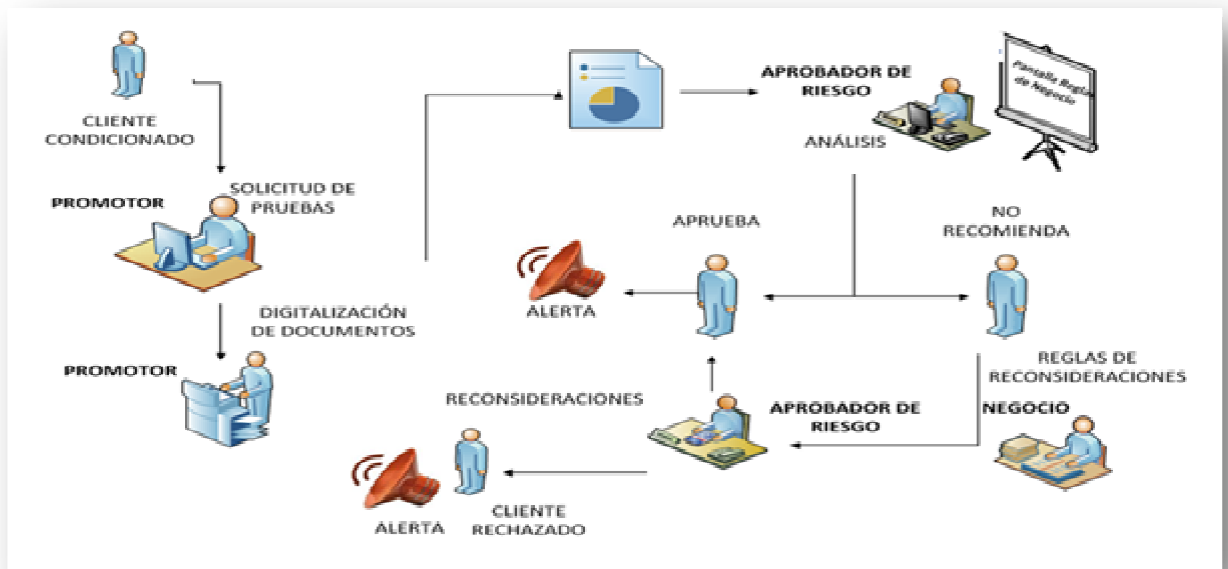 CLIENTE
CONDICIONADO
PROMOTOR
SOLICITUD DE
PRUEBAS
DIGITALIZACIÓN
DE DOCUMENTOS
PROMOTOR
APROBADOR DE
RIESGO
ANÁLISIS
Pantalla Regla
de Negocio
APRUEBA
ALERTA
NO
RECOMIENDA
REGLAS DE
RECONSIDERACIONES
NEGOCIO
APROBADOR DE
RIESGO
RECONSIDERACIONES
CLIENTE
RECHAZADO
ALERTA